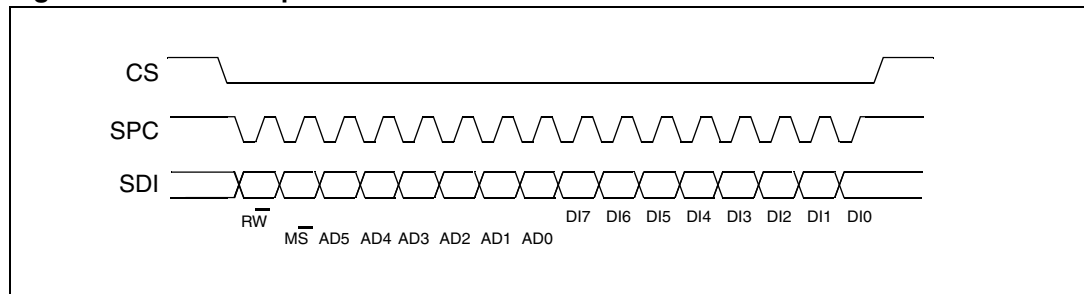 CS
SPC
SDI
RW̅ DI7 DI6 DI5 DI4 DI3 DI2 DI1 DI0
MS̅ AD5 AD4 AD3 AD2 AD1 AD0